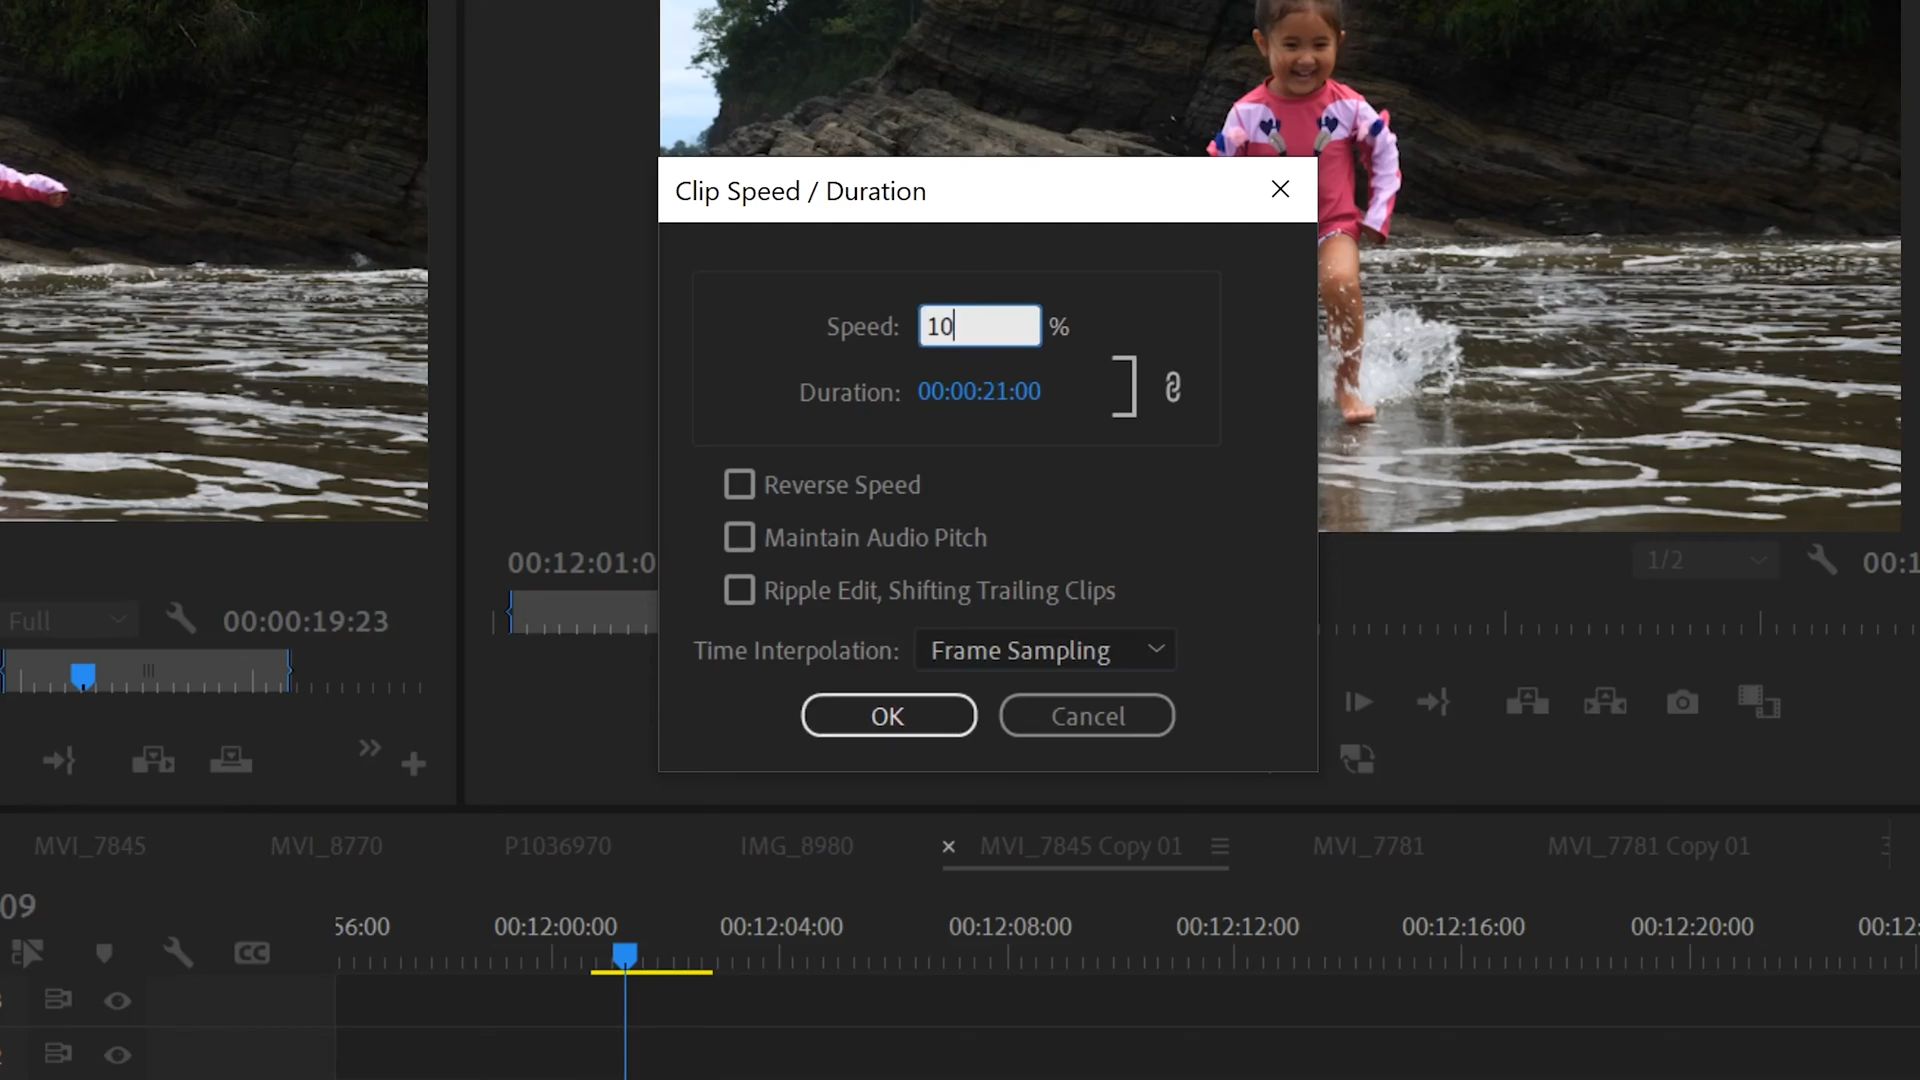 Clip Speed / Duration
Speed: 10 %
Duration: 00:00:21:00
Reverse Speed
Maintain Audio Pitch
Ripple Edit, Shifting Trailing Clips
Time Interpolation: Frame Sampling
OK Cancel
00:12:01:0
1/2 00:1
Full 00:00:19:23
MVI_7845 MVI_8770 P1036970 IMG_8980 MVI_7845 Copy 01 MVI_7781 MVI_7781 Copy 01
09
56:00 00:12:00:00 00:12:04:00 00:12:08:00 00:12:12:00 00:12:16:00 00:12:20:00 00:12:
CC